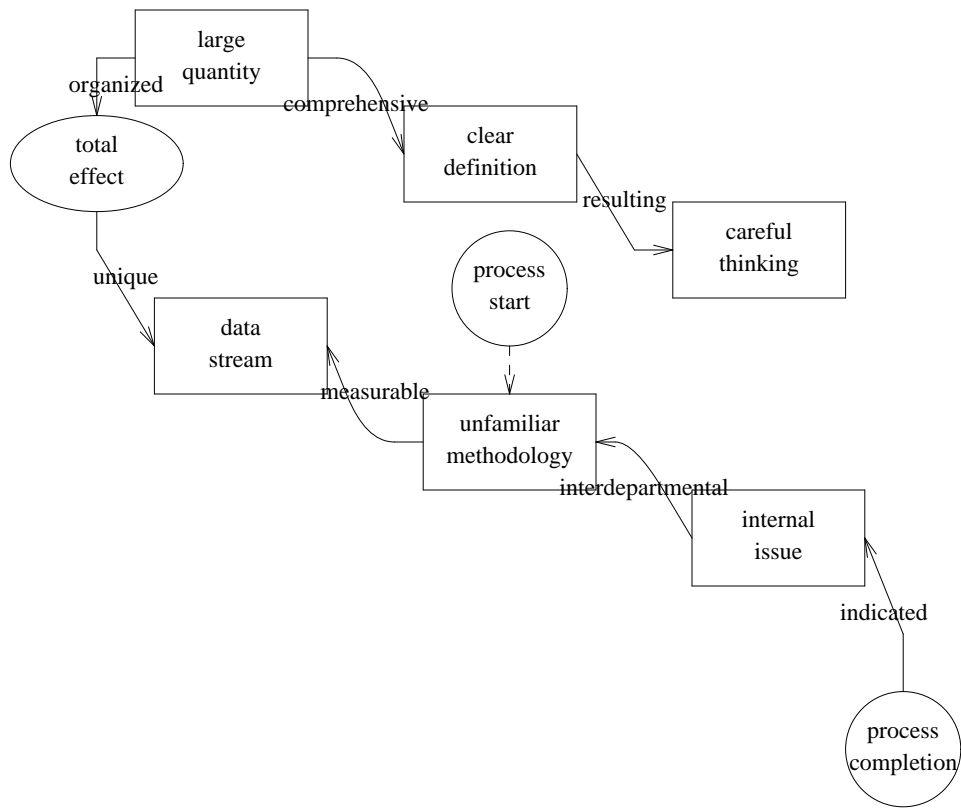 large
quantity
organized
comprehensive
total
effect
clear
definition
resulting
careful
thinking
process
start
unique
data
stream
measurable
unfamiliar
methodology
interdepartmental
internal
issue
indicated
process
completion